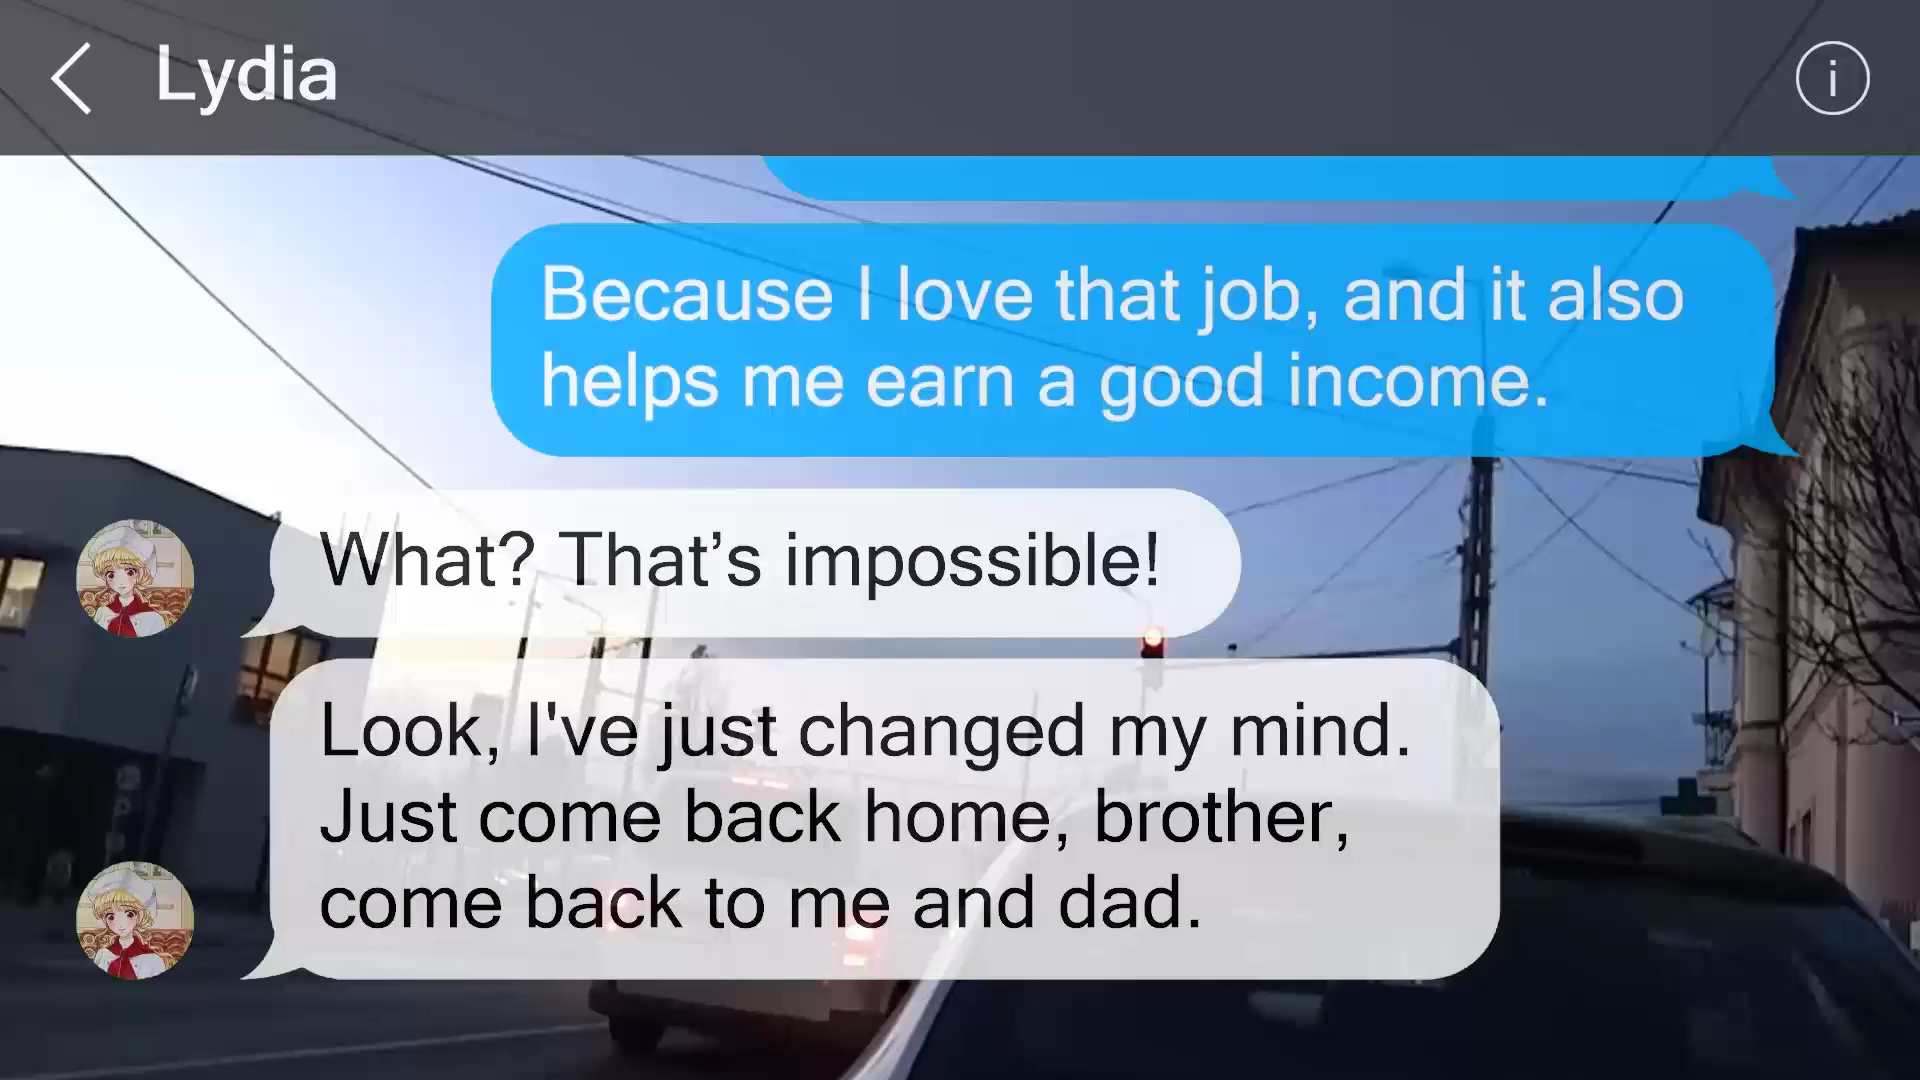 Lydia
Because I love that job, and it also
helps me earn a good income.
What? That’s impossible!
Look, I've just changed my mind.
Just come back home, brother,
come back to me and dad.